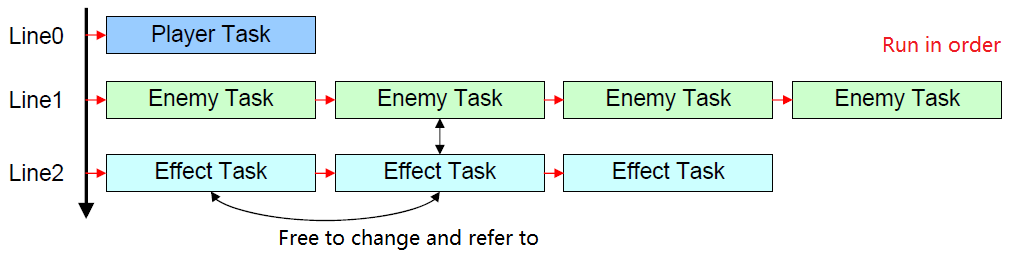 Line0 Player Task
Run in order
Line1 Enemy Task Enemy Task Enemy Task Enemy Task
Line2 Effect Task Effect Task Effect Task
Free to change and refer to